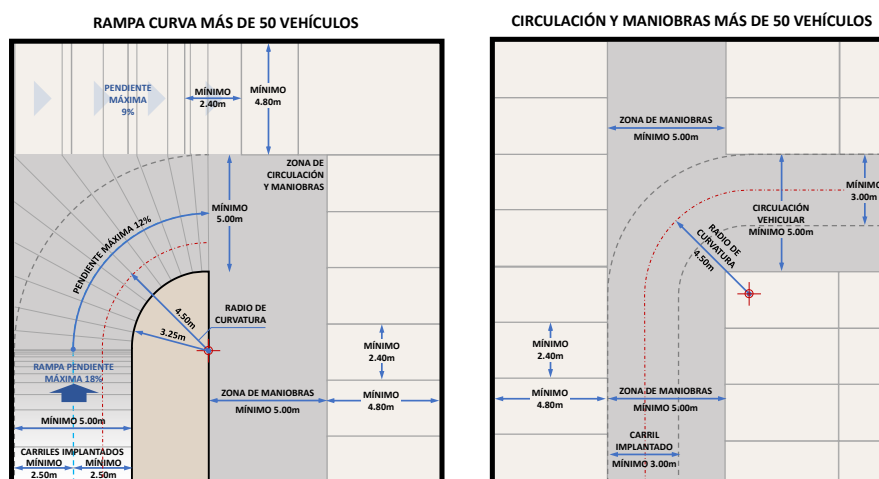 RAMPA CURVA MÁS DE 50 VEHÍCULOS
PENDIENTE
MÁXIMA
9%
MÍNIMO
2.40m
MÍNIMO
4.80m
ZONA DE
CIRCULACIÓN
Y MANIOBRAS
MÍNIMO
5.00m
PENDIENTE MÁXIMA 12%
4.50m
3.25m
RADIO DE
CURVATURA
RAMPA PENDIENTE
MÁXIMA 18%
MÍNIMO
2.40m
ZONA DE MANIOBRAS
MÍNIMO 5.00m
MÍNIMO
4.80m
MÍNIMO 5.00m
CARRILES IMPLANTADOS
MÍNIMO
2.50m
MÍNIMO
2.50m
CIRCULACIÓN Y MANIOBRAS MÁS DE 50 VEHÍCULOS
ZONA DE MANIOBRAS
MÍNIMO 5.00m
MÍNIMO
3.00m
CIRCULACIÓN
VEHICULAR
MÍNIMO 5.00m
RADIO DE
CURVATURA
4.50m
MÍNIMO
2.40m
MÍNIMO
4.80m
ZONA DE MANIOBRAS
MÍNIMO 5.00m
CARRIL
IMPLANTADO
MÍNIMO 3.00m